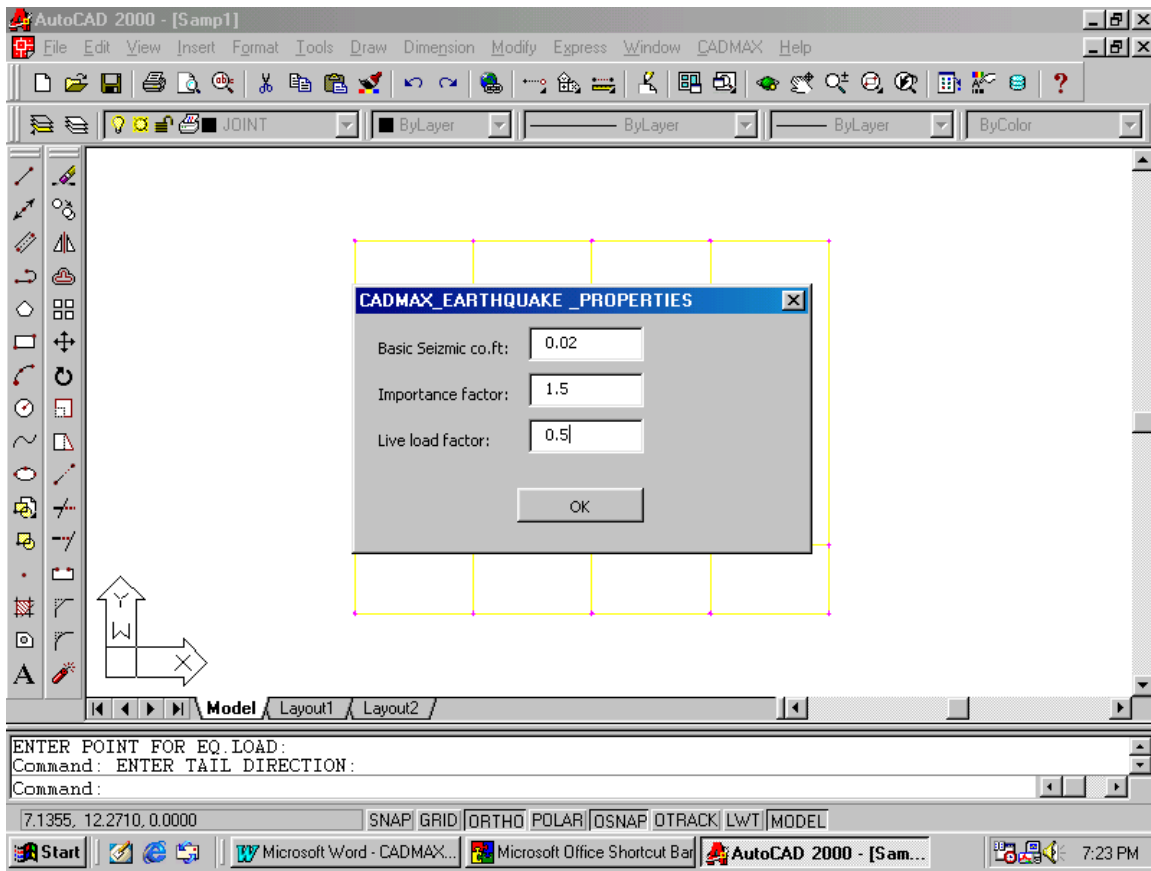 AutoCAD 2000 - [Samp1]
File Edit View Insert Format Tools Draw Dimension Modify Express Window CADMAX Help
JOINT ByLayer ByLayer ByLayer ByColor
CADMAX_EARTHQUAKE _PROPERTIES
Basic Seizmic co.ft: 0.02
Importance factor: 1.5
Live load factor: 0.5
OK
Y
W
X
A
Model Layout1 Layout2
ENTER POINT FOR EQ.LOAD:
Command: ENTER TAIL DIRECTION:
Command:
7.1355, 12.2710, 0.0000 SNAP GRID ORTHO POLAR OSNAP OTRACK LWT MODEL
Start Microsoft Word - CADMAX... Microsoft Office Shortcut Bar AutoCAD 2000 - [Sam... 7:23 PM